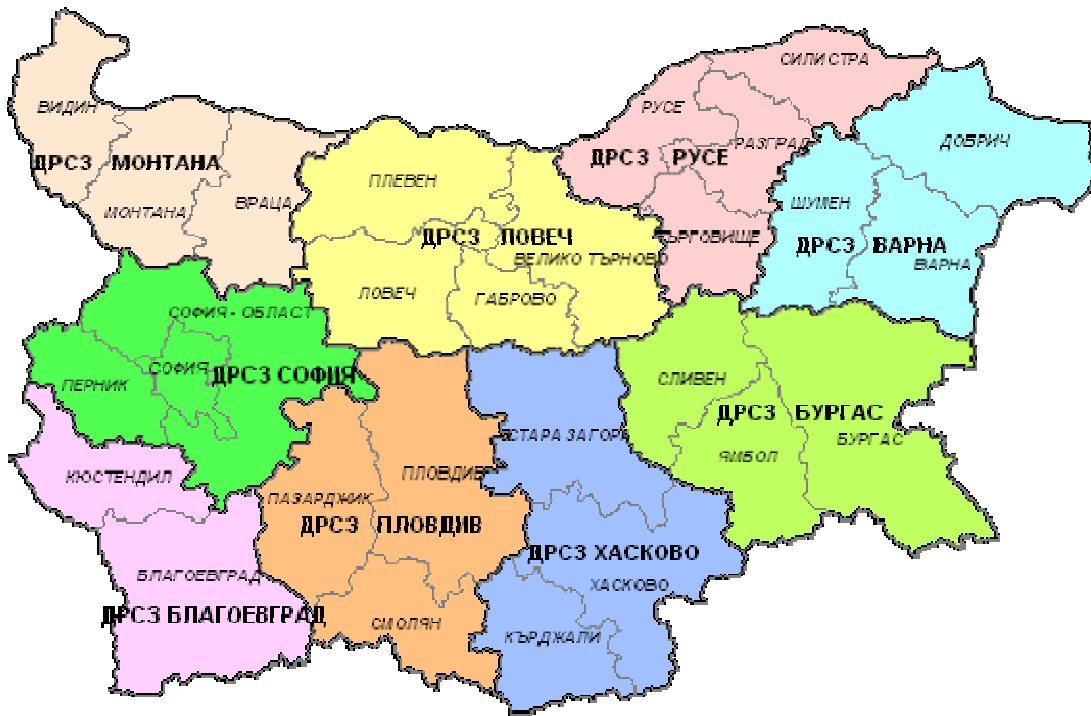 СИЛИСТРА
ВИДИН
РУСЕ
ДОБРИЧ
РАЗГРАД
ДРСЗ МОНТАНА
ДРСЗ РУСЕ
ПЛЕВЕН
ВРАЦА
МОНТАНА
ШУМЕН
ДРСЗ ЛОВЕЧ
ТЪРГОВИЩЕ
ДРСЗ ВАРНА
ВЕЛИКО ТЪРНОВО
ВАРНА
ЛОВЕЧ
ГАБРОВО
СОФИЯ - ОБЛАСТ
СОФИЯ
ДРСЗ СОФИЯ
ПЕРНИК
СЛИВЕН
ДРСЗ БУРГАС
СТАРА ЗАГОРА
БУРГАС
ЯМБОЛ
КЮСТЕНДИЛ
ПЛОВДИВ
ПАЗАРДЖИК
ДРСЗ ПЛОВДИВ
ДРСЗ ХАСКОВО
БЛАГОЕВГРАД
ХАСКОВО
ДРСЗ БЛАГОЕВГРАД
СМОЛЯН
КЪРДЖАЛИ